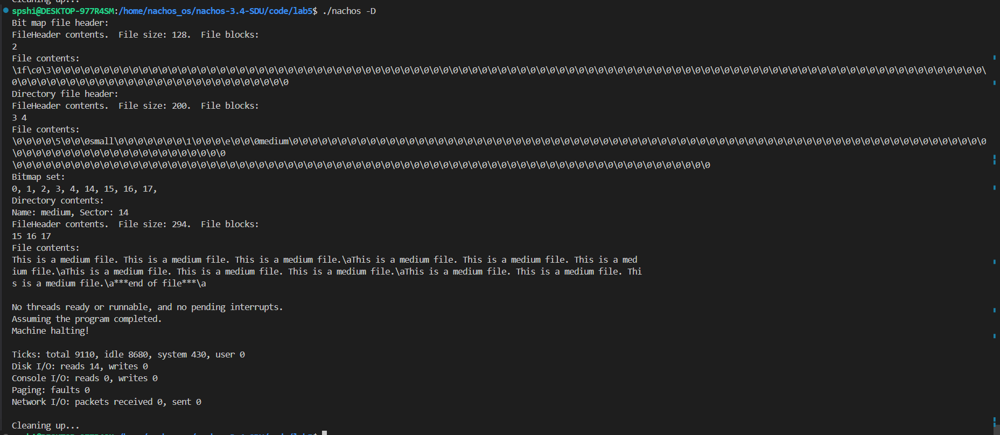 Cleaning up...
spshi@DESKTOP-977R4SM:/home/nachos_os/nachos-3.4-SDU/code/lab5$ ./nachos -D
Bit map file header:
FileHeader contents.  File size: 128.  File blocks:
2
File contents:
\1f\c0\3\0\0\0\0\0\0\0\0\0\0\0\0\0\0\0\0\0\0\0\0\0\0\0\0\0\0\0\0\0\0\0\0\0\0\0\0\0\0\0\0\0\0\0\0\0\0\0\0\0\0\0\0\0\0\0\0\0\0\0\0\0\0\0\0\0\0\0\0\0\0\0\0\0\0\0\0\0\0\0\0\0\0\0\0\0\0\0\0\0\0\0\0\0\0\0\0\
0\0\0\0\0\0\0\0\0\0\0\0\0\0\0\0\0\0\0\0\0\0\0\0\0\0\0\0\0
Directory file header:
FileHeader contents.  File size: 200.  File blocks:
3 4
File contents:
\0\0\0\0\5\0\0\0small\0\0\0\0\0\0\0\1\0\0\0\e\0\0\0medium\0\0\0\0\0\0\0\0\0\0\0\0\0\0\0\0\0\0\0\0\0\0\0\0\0\0\0\0\0\0\0\0\0\0\0\0\0\0\0\0\0\0\0\0\0\0\0\0\0\0\0\0\0\0\0\0\0\0\0\0\0\0\0\0\0\0\0\0\0\0\0\0
\0\0\0\0\0\0\0\0\0\0\0\0\0\0\0\0\0\0\0\0\0\0
\0\0\0\0\0\0\0\0\0\0\0\0\0\0\0\0\0\0\0\0\0\0\0\0\0\0\0\0\0\0\0\0\0\0\0\0\0\0\0\0\0\0\0\0\0\0\0\0\0\0\0\0\0\0\0\0\0\0\0\0\0\0\0\0\0\0\0\0\0\0\0\0
Bitmap set:
0, 1, 2, 3, 4, 14, 15, 16, 17,
Directory contents:
Name: medium, Sector: 14
FileHeader contents.  File size: 294.  File blocks:
15 16 17
File contents:
This is a medium file. This is a medium file. This is a medium file.\aThis is a medium file. This is a medium file. This is a med
ium file.\aThis is a medium file. This is a medium file. This is a medium file.\aThis is a medium file. This is a medium file. Thi
s is a medium file.\a***end of file***\a
No threads ready or runnable, and no pending interrupts.
Assuming the program completed.
Machine halting!
Ticks: total 9110, idle 8680, system 430, user 0
Disk I/O: reads 14, writes 0
Console I/O: reads 0, writes 0
Paging: faults 0
Network I/O: packets received 0, sent 0
Cleaning up...